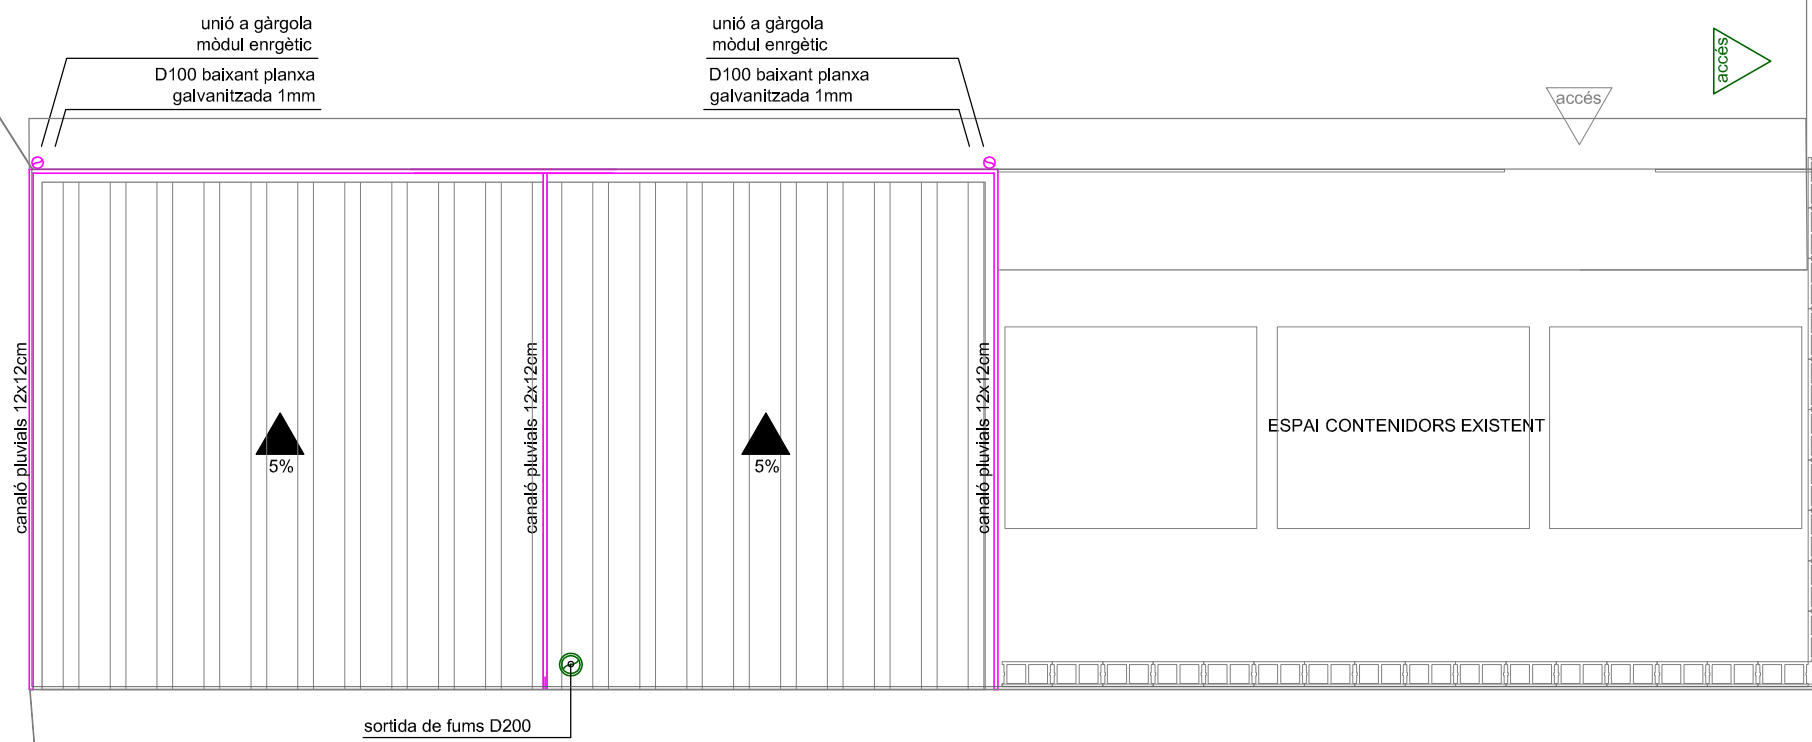 unió a gàrgola
mòdul enrgètic
D100 baixant planxa
galvanitzada 1mm
unió a gàrgola
mòdul enrgètic
D100 baixant planxa
galvanitzada 1mm
accés
accés
canaló pluvials 12x12cm
5%
canaló pluvials 12x12cm
5%
canaló pluvials 12x12cm
ESPAI CONTENIDORS EXISTENT
sortida de fums D200